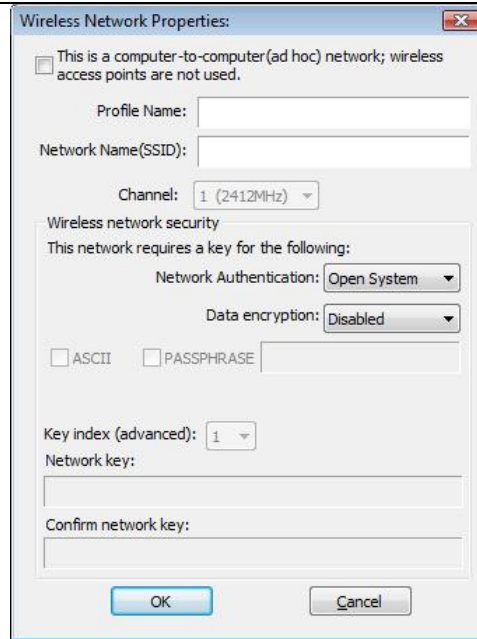 Wireless Network Properties:
This is a computer-to-computer(ad hoc) network; wireless
access points are not used.
Profile Name:
Network Name(SSID):
Channel: 1 (2412MHz)
Wireless network security
This network requires a key for the following:
Network Authentication: Open System
Data encryption: Disabled
ASCII PASSPHRASE
Key index (advanced): 1
Network key:
Confirm network key:
OK Cancel